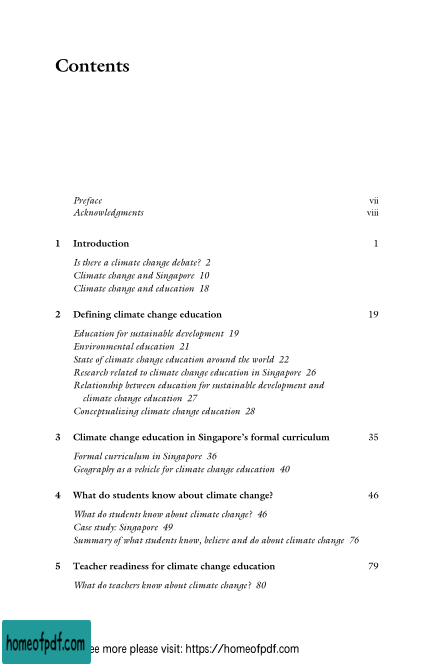 Contents
Preface vii
Acknowledgments viii
1 Introduction 1
Is there a climate change debate? 2
Climate change and Singapore 10
Climate change and education 18
2 Defining climate change education 19
Education for sustainable development 19
Environmental education 21
State of climate change education around the world 22
Research related to climate change education in Singapore 26
Relationship between education for sustainable development and
climate change education 27
Conceptualizing climate change education 28
3 Climate change education in Singapore's formal curriculum 35
Formal curriculum in Singapore 36
Geography as a vehicle for climate change education 40
4 What do students know about climate change? 46
What do students know about climate change? 46
Case study: Singapore 49
Summary of what students know, believe and do about climate change 76
5 Teacher readiness for climate change education 79
What do teachers know about climate change? 80
homeofpdf.com
ee more please visit: https://homeofpdf.com